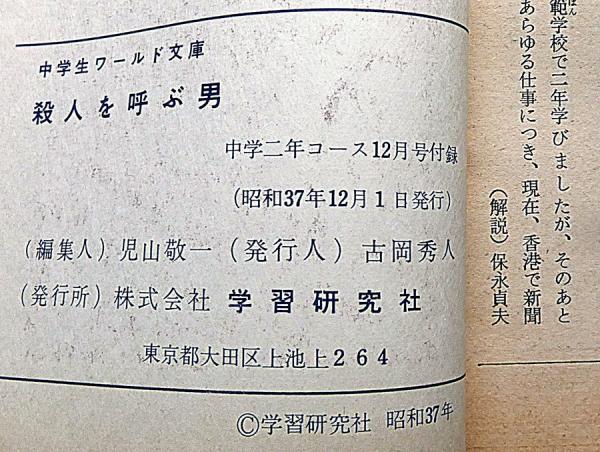 中学生ワールド文庫
殺人を呼ぶ男
中学二年コース12月号付録
(昭和37年12月1日発行)
(編集人) 児山敬一 (発行人) 古岡秀人
(発行所) 株式会社 学習研究社
東京都大田区上池上264
©学習研究社 昭和37年
範学校で二年学びましたが、そのあと
あらゆる仕事につき、現在、香港で新聞
(解説) 保永貞夫